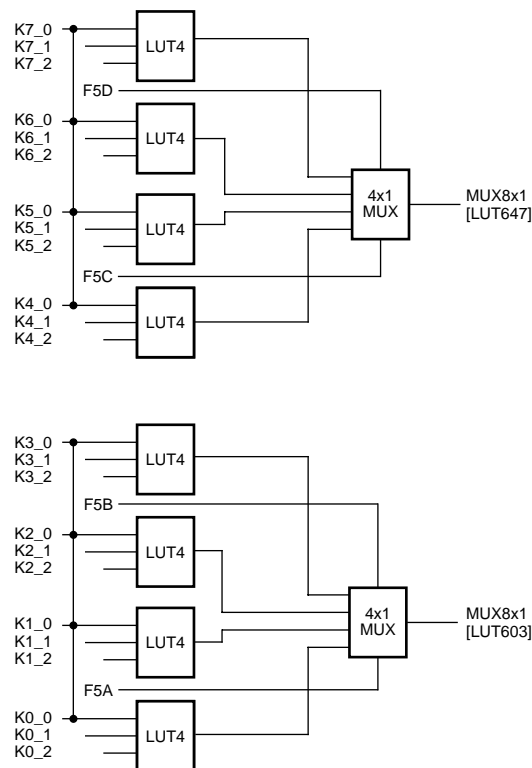 K7_0
K7_1
K7_2
LUT4
F5D
K6_0
K6_1
K6_2
LUT4
K5_0
K5_1
K5_2
LUT4
4x1
MUX
MUX8x1
[LUT647]
F5C
K4_0
K4_1
K4_2
LUT4
K3_0
K3_1
K3_2
LUT4
F5B
K2_0
K2_1
K2_2
LUT4
K1_0
K1_1
K1_2
LUT4
4x1
MUX
MUX8x1
[LUT603]
F5A
K0_0
K0_1
K0_2
LUT4